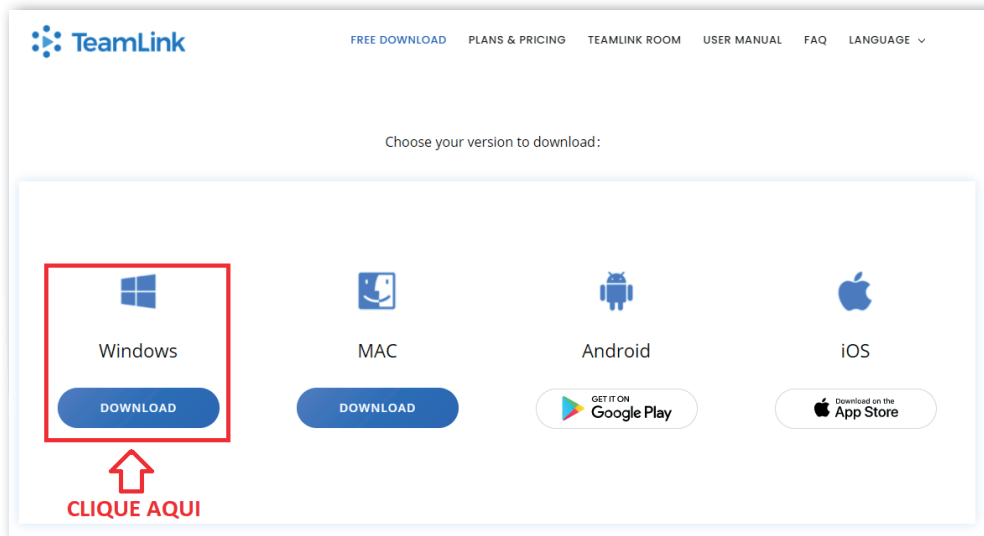 TeamLink
FREE DOWNLOAD PLANS & PRICING TEAMLINK ROOM USER MANUAL FAQ LANGUAGE
Choose your version to download:
Windows MAC Android iOS
DOWNLOAD DOWNLOAD GET IT ON Google Play Download on the App Store
CLIQUE AQUI